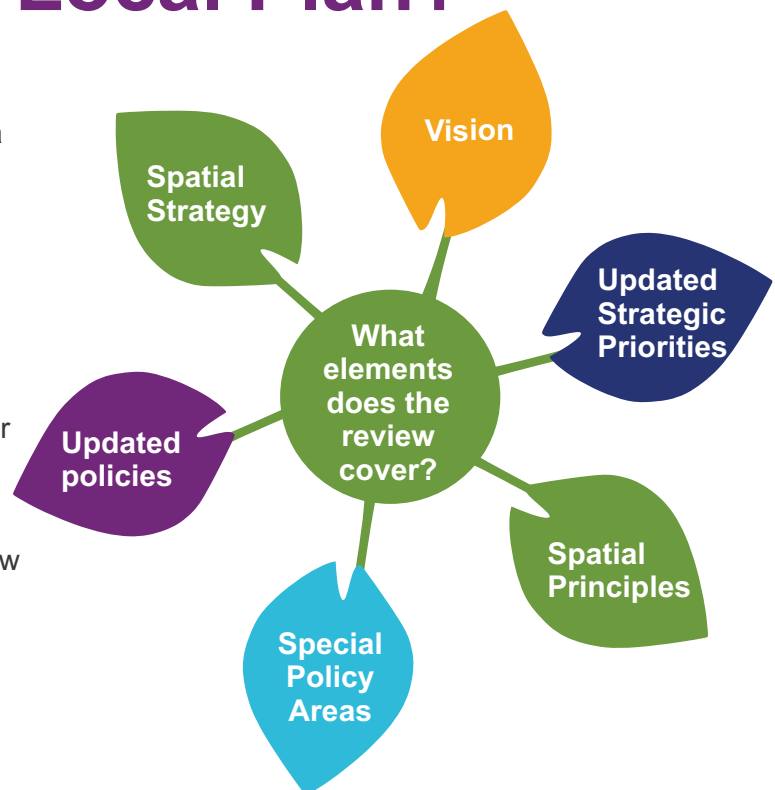 Local Plan?
Vision
Spatial
Strategy
Updated
Strategic
Priorities
What
elements
does the
review
cover?
Updated
policies
Spatial
Principles
Special
Policy
Areas